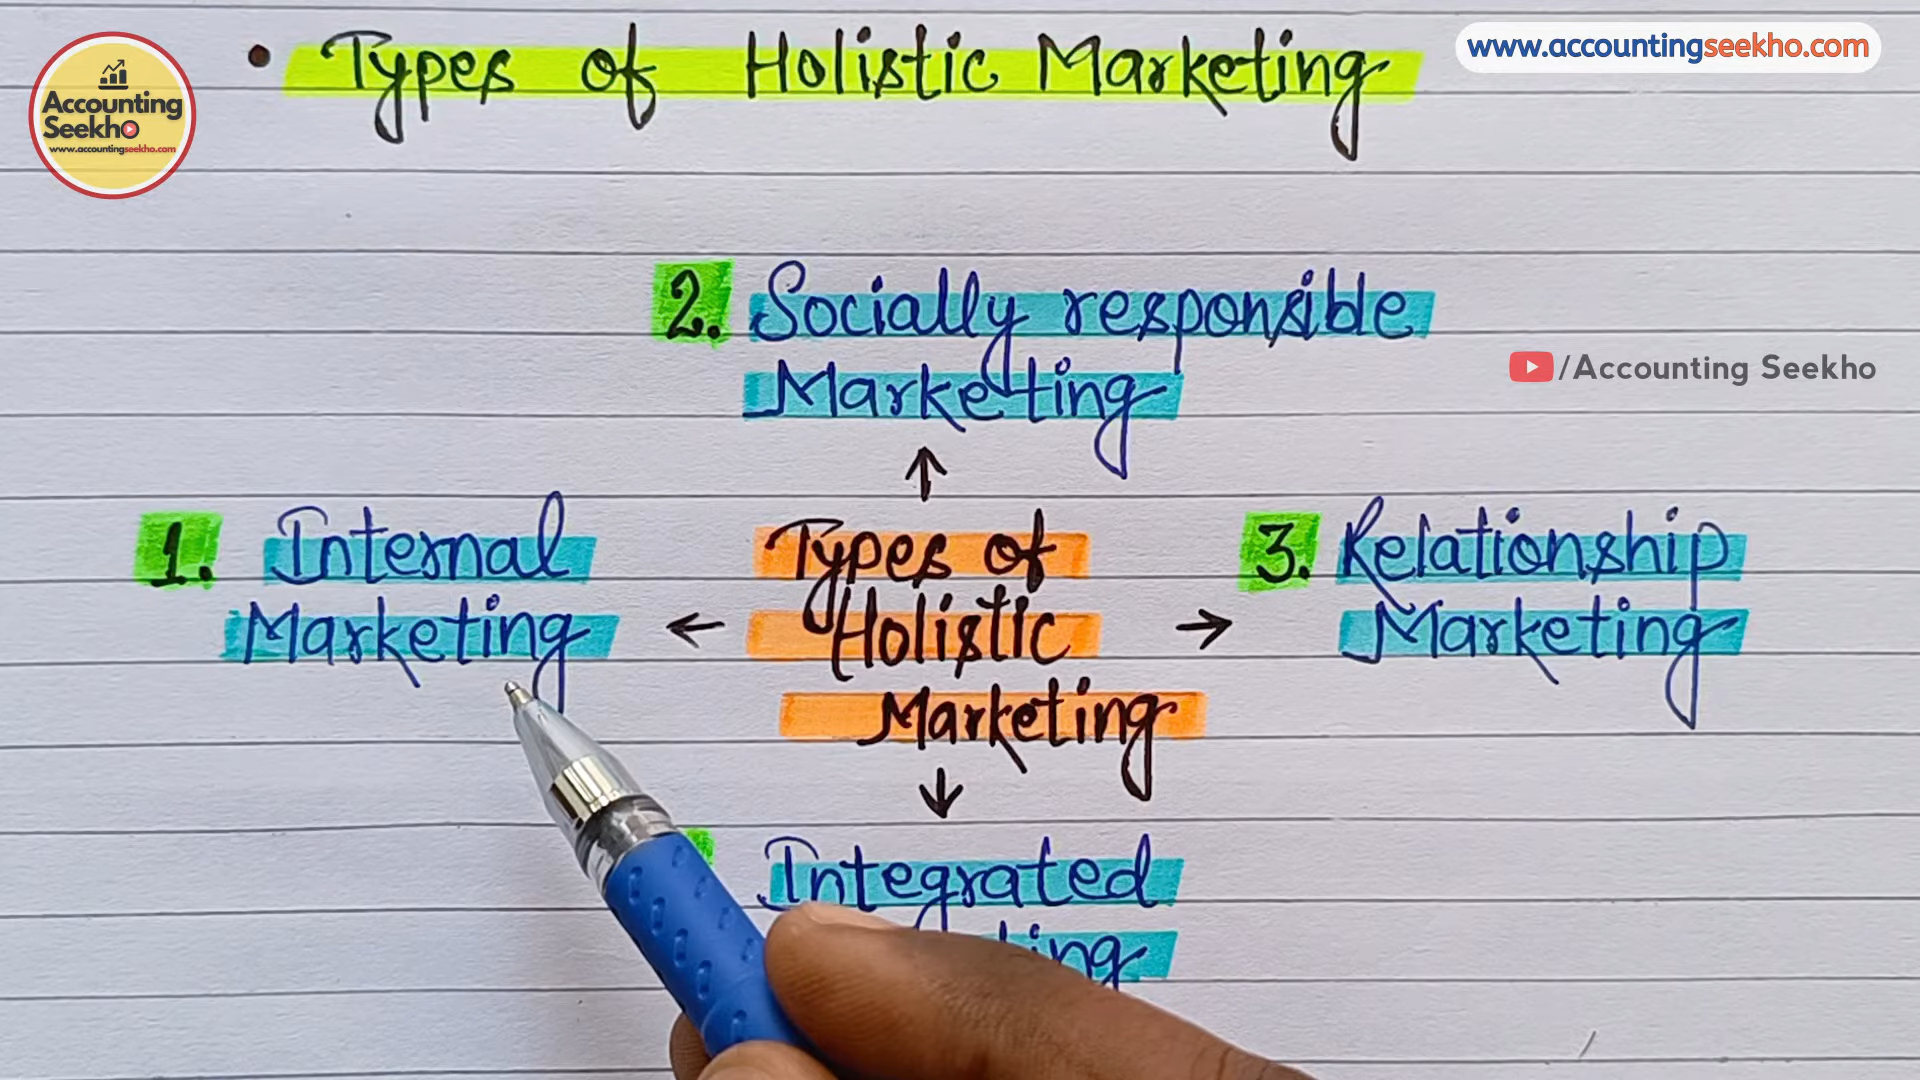 • Types of Holistic Marketing
www.accountingseekho.com
Accounting
Seekho
www.accountingseekho.com
2. Socially responsible
Marketing
/Accounting Seekho
1. Internal
Marketing
Types of
Holistic
Marketing
3. Relationship
Marketing
Integrated